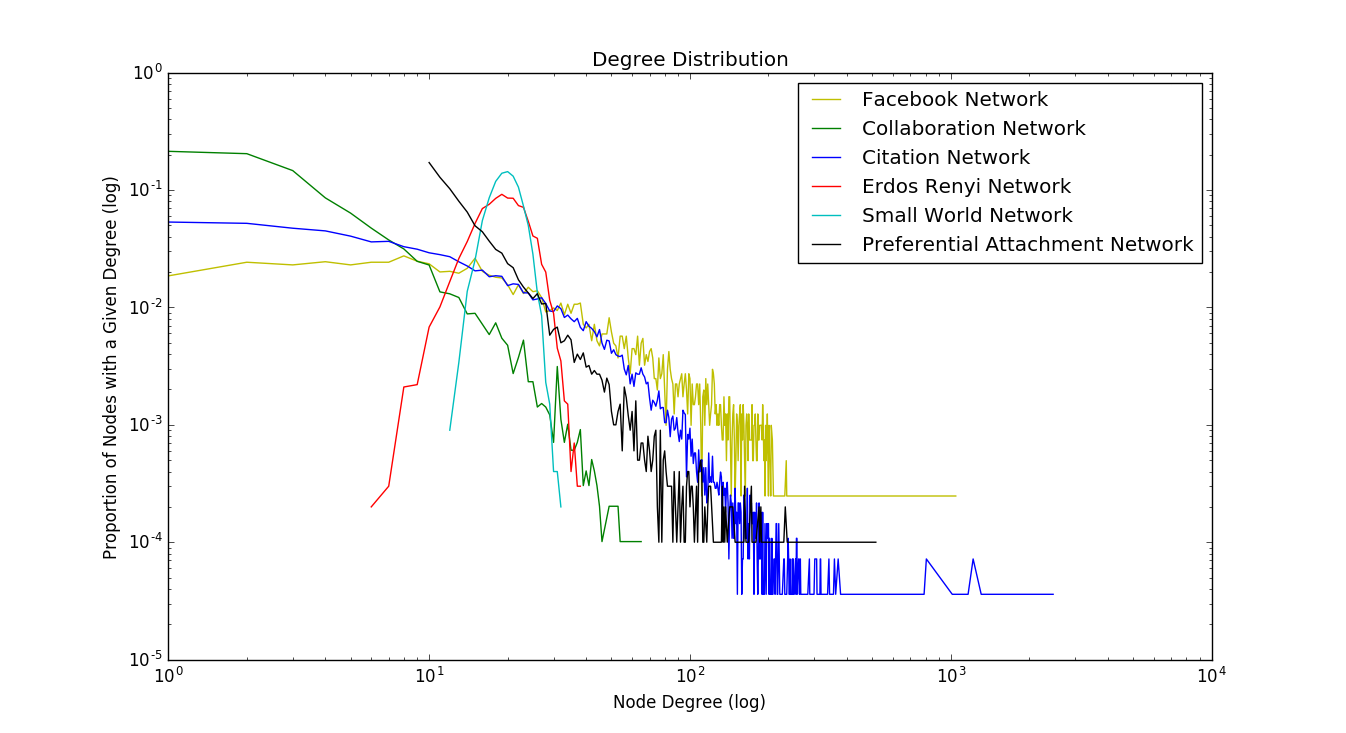 Degree Distribution
10^0
10^-1
10^-2
10^-3
10^-4
10^-5
Proportion of Nodes with a Given Degree (log)
Facebook Network
Collaboration Network
Citation Network
Erdos Renyi Network
Small World Network
Preferential Attachment Network
10^0 10^1 10^2 10^3 10^4
Node Degree (log)